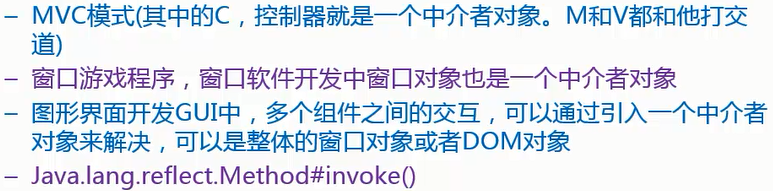 – MVC模式(其中的C，控制器就是一个中介者对象。M和V都和他打交
道)
– 窗口游戏程序，窗口软件开发中窗口对象也是一个中介者对象
– 图形界面开发GUI中，多个组件之间的交互，可以通过引入一个中介者
对象来解决，可以是整体的窗口对象或者DOM对象
– Java.lang.reflect.Method#invoke()